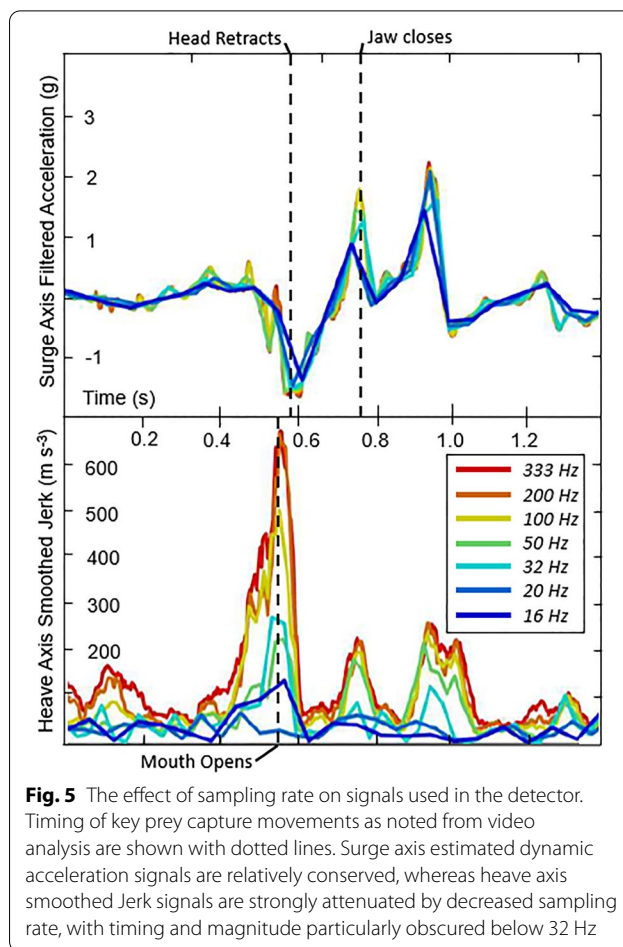 Head Retracts
Jaw closes
Surge Axis Filtered Acceleration (g)
3
2
1
-1
Time (s)
0.2 0.4 0.6 0.8 1.0 1.2
Heave Axis Smoothed Jerk (m s-3)
600
500
400
300
200
333 Hz
200 Hz
100 Hz
50 Hz
32 Hz
20 Hz
16 Hz
Mouth Opens
Fig. 5 The effect of sampling rate on signals used in the detector.
Timing of key prey capture movements as noted from video
analysis are shown with dotted lines. Surge axis estimated dynamic
acceleration signals are relatively conserved, whereas heave axis
smoothed Jerk signals are strongly attenuated by decreased sampling
rate, with timing and magnitude particularly obscured below 32 Hz